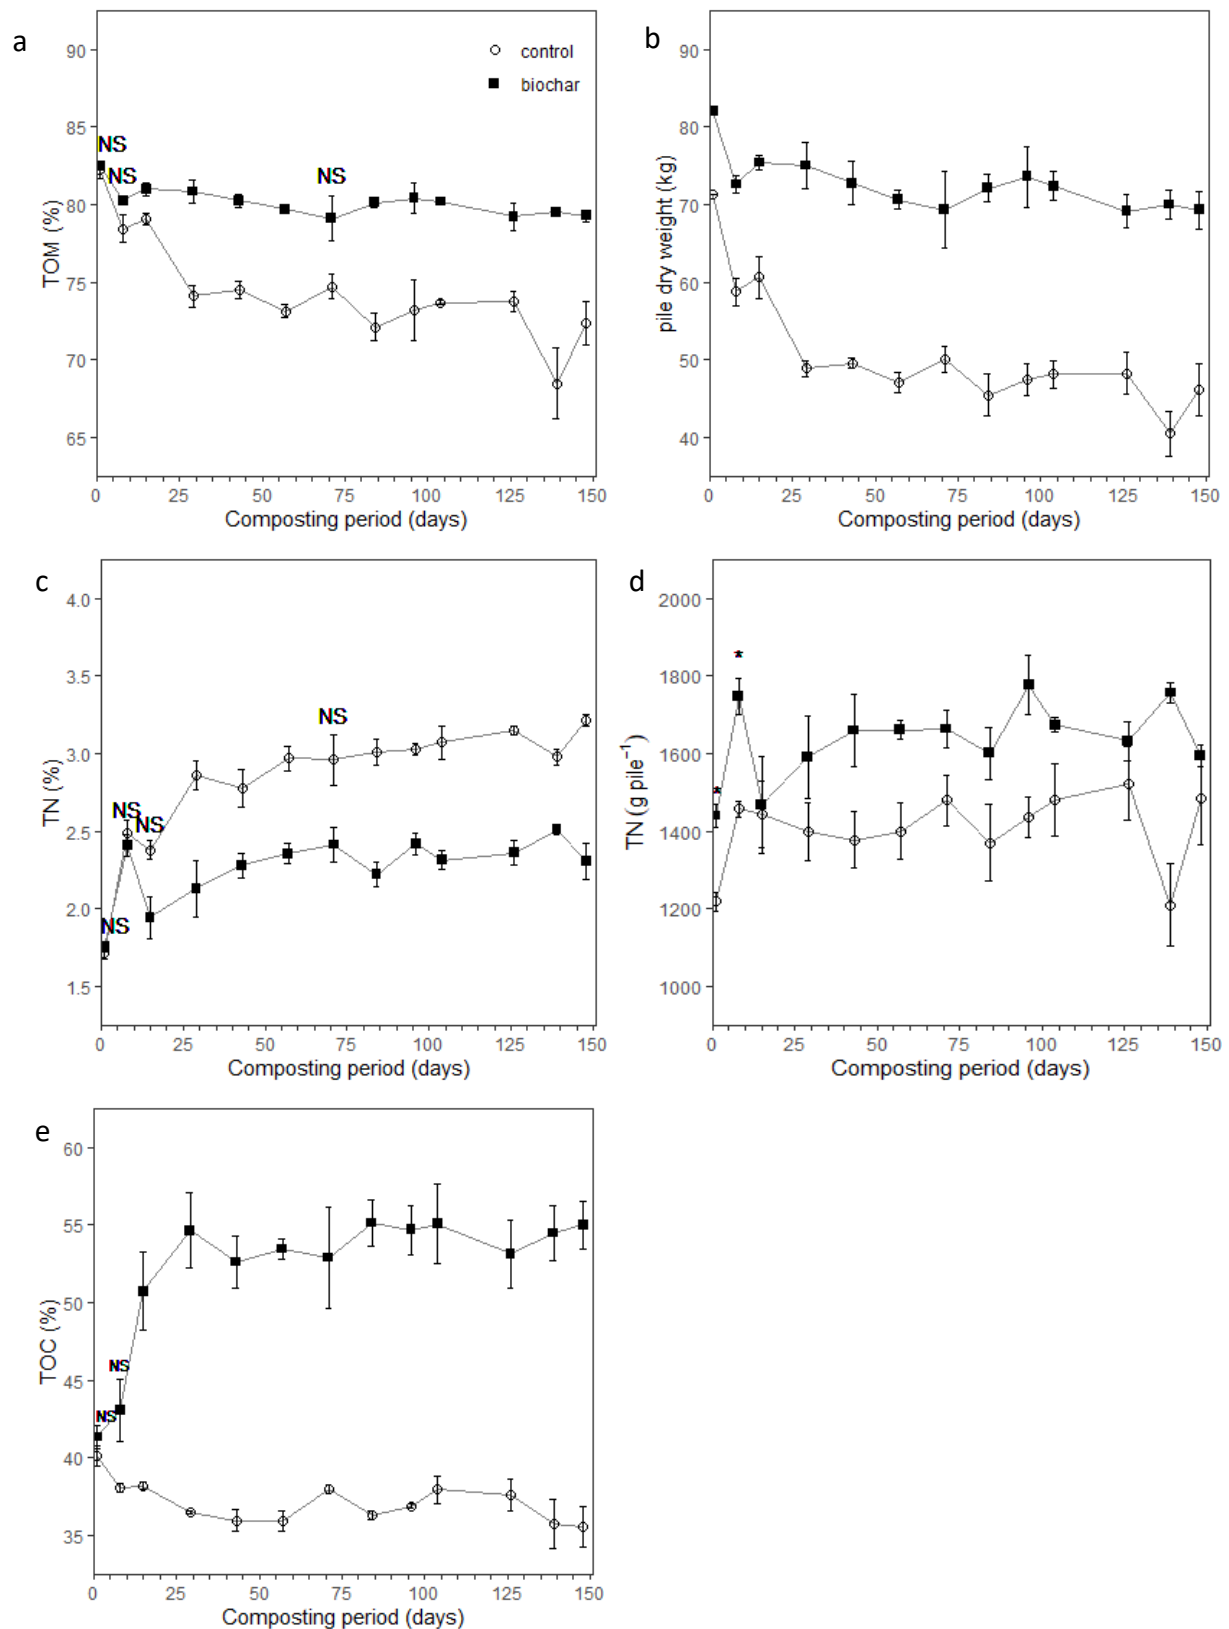 a
90
85
80
75
70
65
TOM (%)
control
biochar
NS
NS
NS
0 25 50 75 100 125 150
Composting period (days)
b
90
80
70
60
50
40
pile dry weight (kg)
0 25 50 75 100 125 150
Composting period (days)
c
4.0
3.5
3.0
2.5
2.0
1.5
TN (%)
NS
NS
NS
NS
0 25 50 75 100 125 150
Composting period (days)
d
2000
1800
1600
1400
1200
1000
TN (g pile⁻¹)
*
*
0 25 50 75 100 125 150
Composting period (days)
e
60
55
50
45
40
35
TOC (%)
NS
NS
0 25 50 75 100 125 150
Composting period (days)